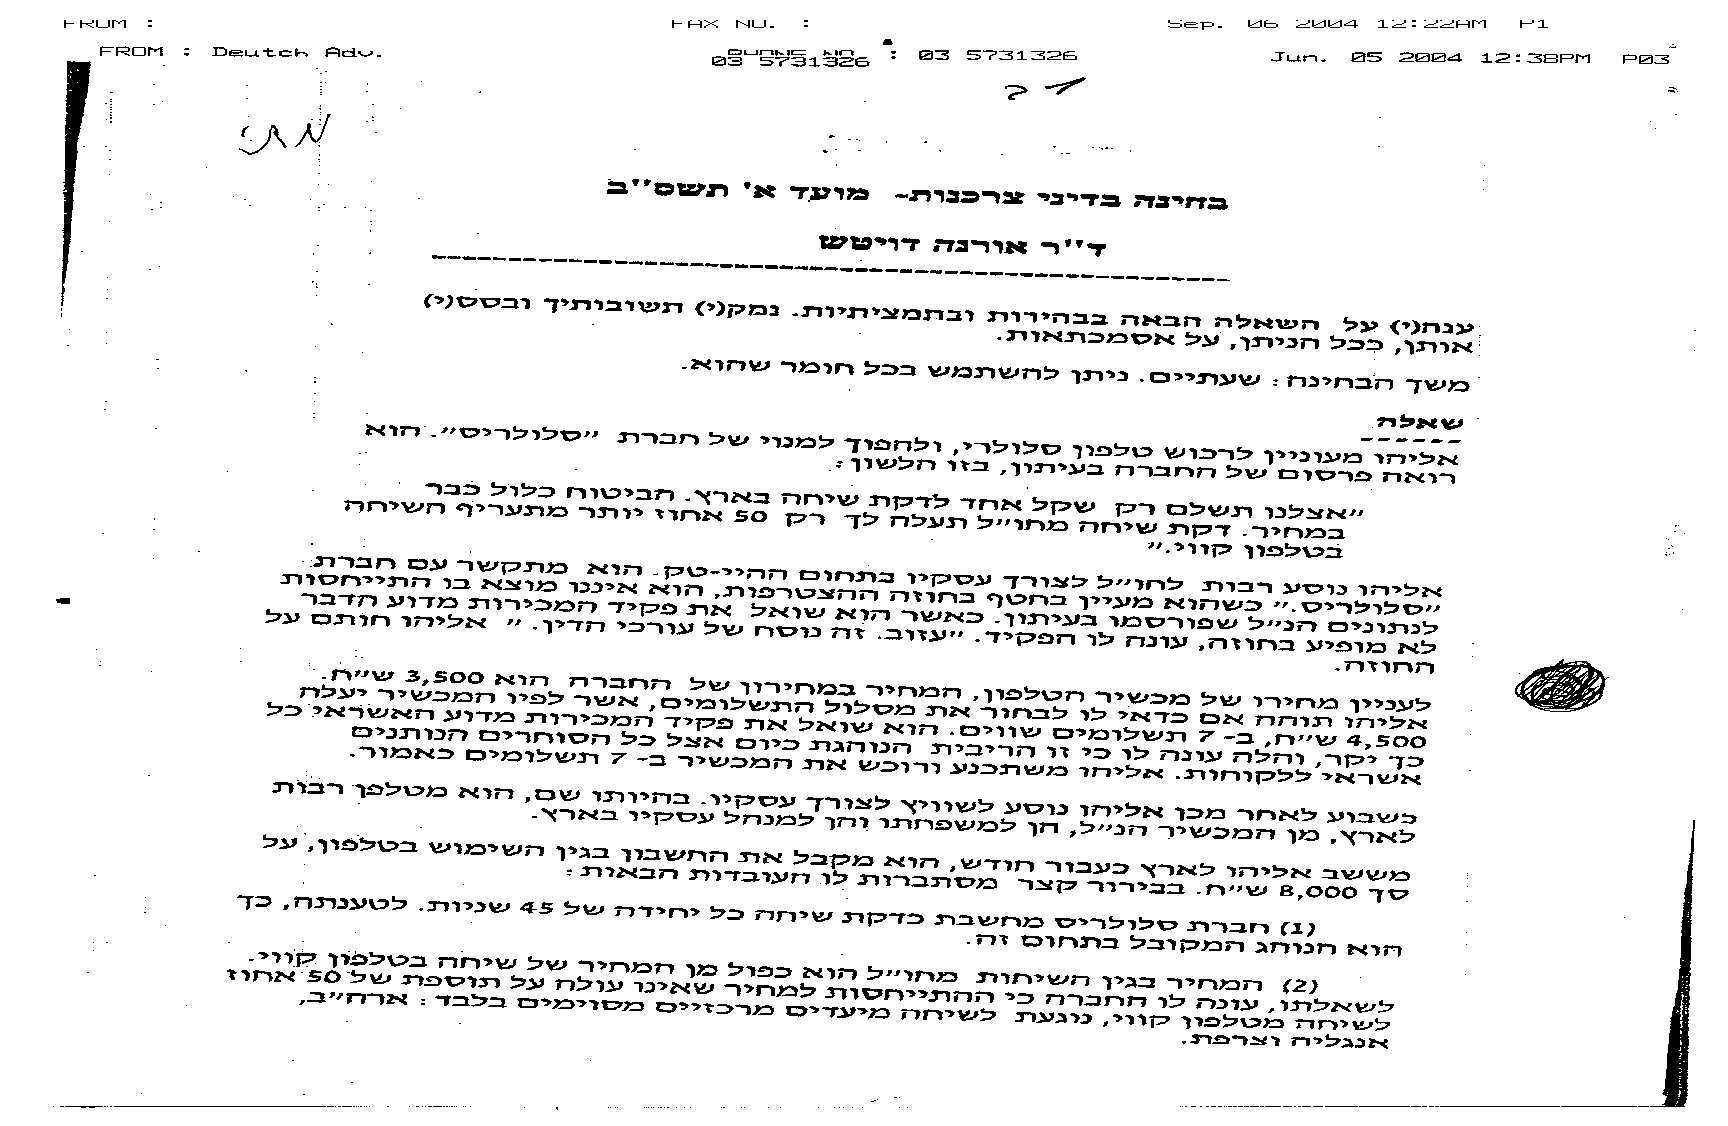 FROM : FAX NO. : Sep. 06 2004 12:22AM P1
FROM : Deutch Adv. 03 5731326 : 03 5731326 Jun. 05 2004 12:38PM P03
בחינה בדיני צרכנות- מועד א' תשס"ב
ד"ר אורנה דויטש
ענה(י) על השאלה הבאה בבהירות ובתמציתיות. נמק(י) תשובותיך ובסס(י)
אותן, ככל הניתן, על אסמכתאות.
משך הבחינה: שעתיים. ניתן להשתמש בכל חומר שהוא.
שאלה
אליהו מעוניין לרכוש טלפון סלולרי, ולהפוך למנוי של חברת "סלולריס". הוא
רואה פרסום של החברה בעיתון, בזו הלשון:
"אצלנו תשלם רק שקל אחד לדקת שיחה בארץ. הביטוח כלול כבר
במחיר. דקת שיחה מחו"ל תעלה לך רק 50 אחוז יותר מתעריף השיחה
בטלפון קווי."
אליהו נוסע רבות לחו"ל לצורך עסקיו בתחום ההיי-טק. הוא מתקשר עם חברת
"סלולריס." כשהוא מעיין בחטף בחוזה ההצטרפות, הוא איננו מוצא בו התייחסות
לנתונים הנ"ל שפורסמו בעיתון. כאשר הוא שואל את פקיד המכירות מדוע הדבר
לא מופיע בחוזה, עונה לו הפקיד. "עזוב. זה נוסח של עורכי הדין. " אליהו חותם על
החוזה.
לעניין מחירו של מכשיר הטלפון, המחיר במחירון של החברה הוא 3,500 ש"ח.
אליהו תוהה אם כדאי לו לבחור את מסלול התשלומים, אשר לפיו המכשיר יעלה
4,500 ש"ח, ב- 7 תשלומים שווים. הוא שואל את פקיד המכירות מדוע האשראי כל
כך יקר, והלה עונה לו כי זו הריבית הנוהגת כיום אצל כל הסוחרים הנותנים
אשראי ללקוחות. אליהו משתכנע ורוכש את המכשיר ב- 7 תשלומים כאמור.
כשבוע לאחר מכן אליהו נוסע לשוויץ לצורך עסקיו. בהיותו שם, הוא מטלפן רבות
לארץ, מן המכשיר הנ"ל, הן למשפחתו והן למנהל עסקיו בארץ.
מששב אליהו לארץ כעבור חודש, הוא מקבל את החשבון בגין השימוש בטלפון, על
סך 8,000 ש"ח. בבירור קצר מסתברות לו העובדות הבאות:
(1) חברת סלולריס מחשבת כדקת שיחה כל יחידה של 45 שניות. לטענתה, כך
הוא הנוהג המקובל בתחום זה.
(2) המחיר בגין השיחות מחו"ל הוא כפול מן המחיר של שיחה בטלפון קווי.
לשאלתו, עונה לו החברה כי ההתייחסות למחיר שאינו עולה על תוספת של 50 אחוז
לשיחה מטלפון קווי, נוגעת לשיחה מיעדים מרכזיים מסוימים בלבד: ארה"ב,
אנגליה וצרפת.